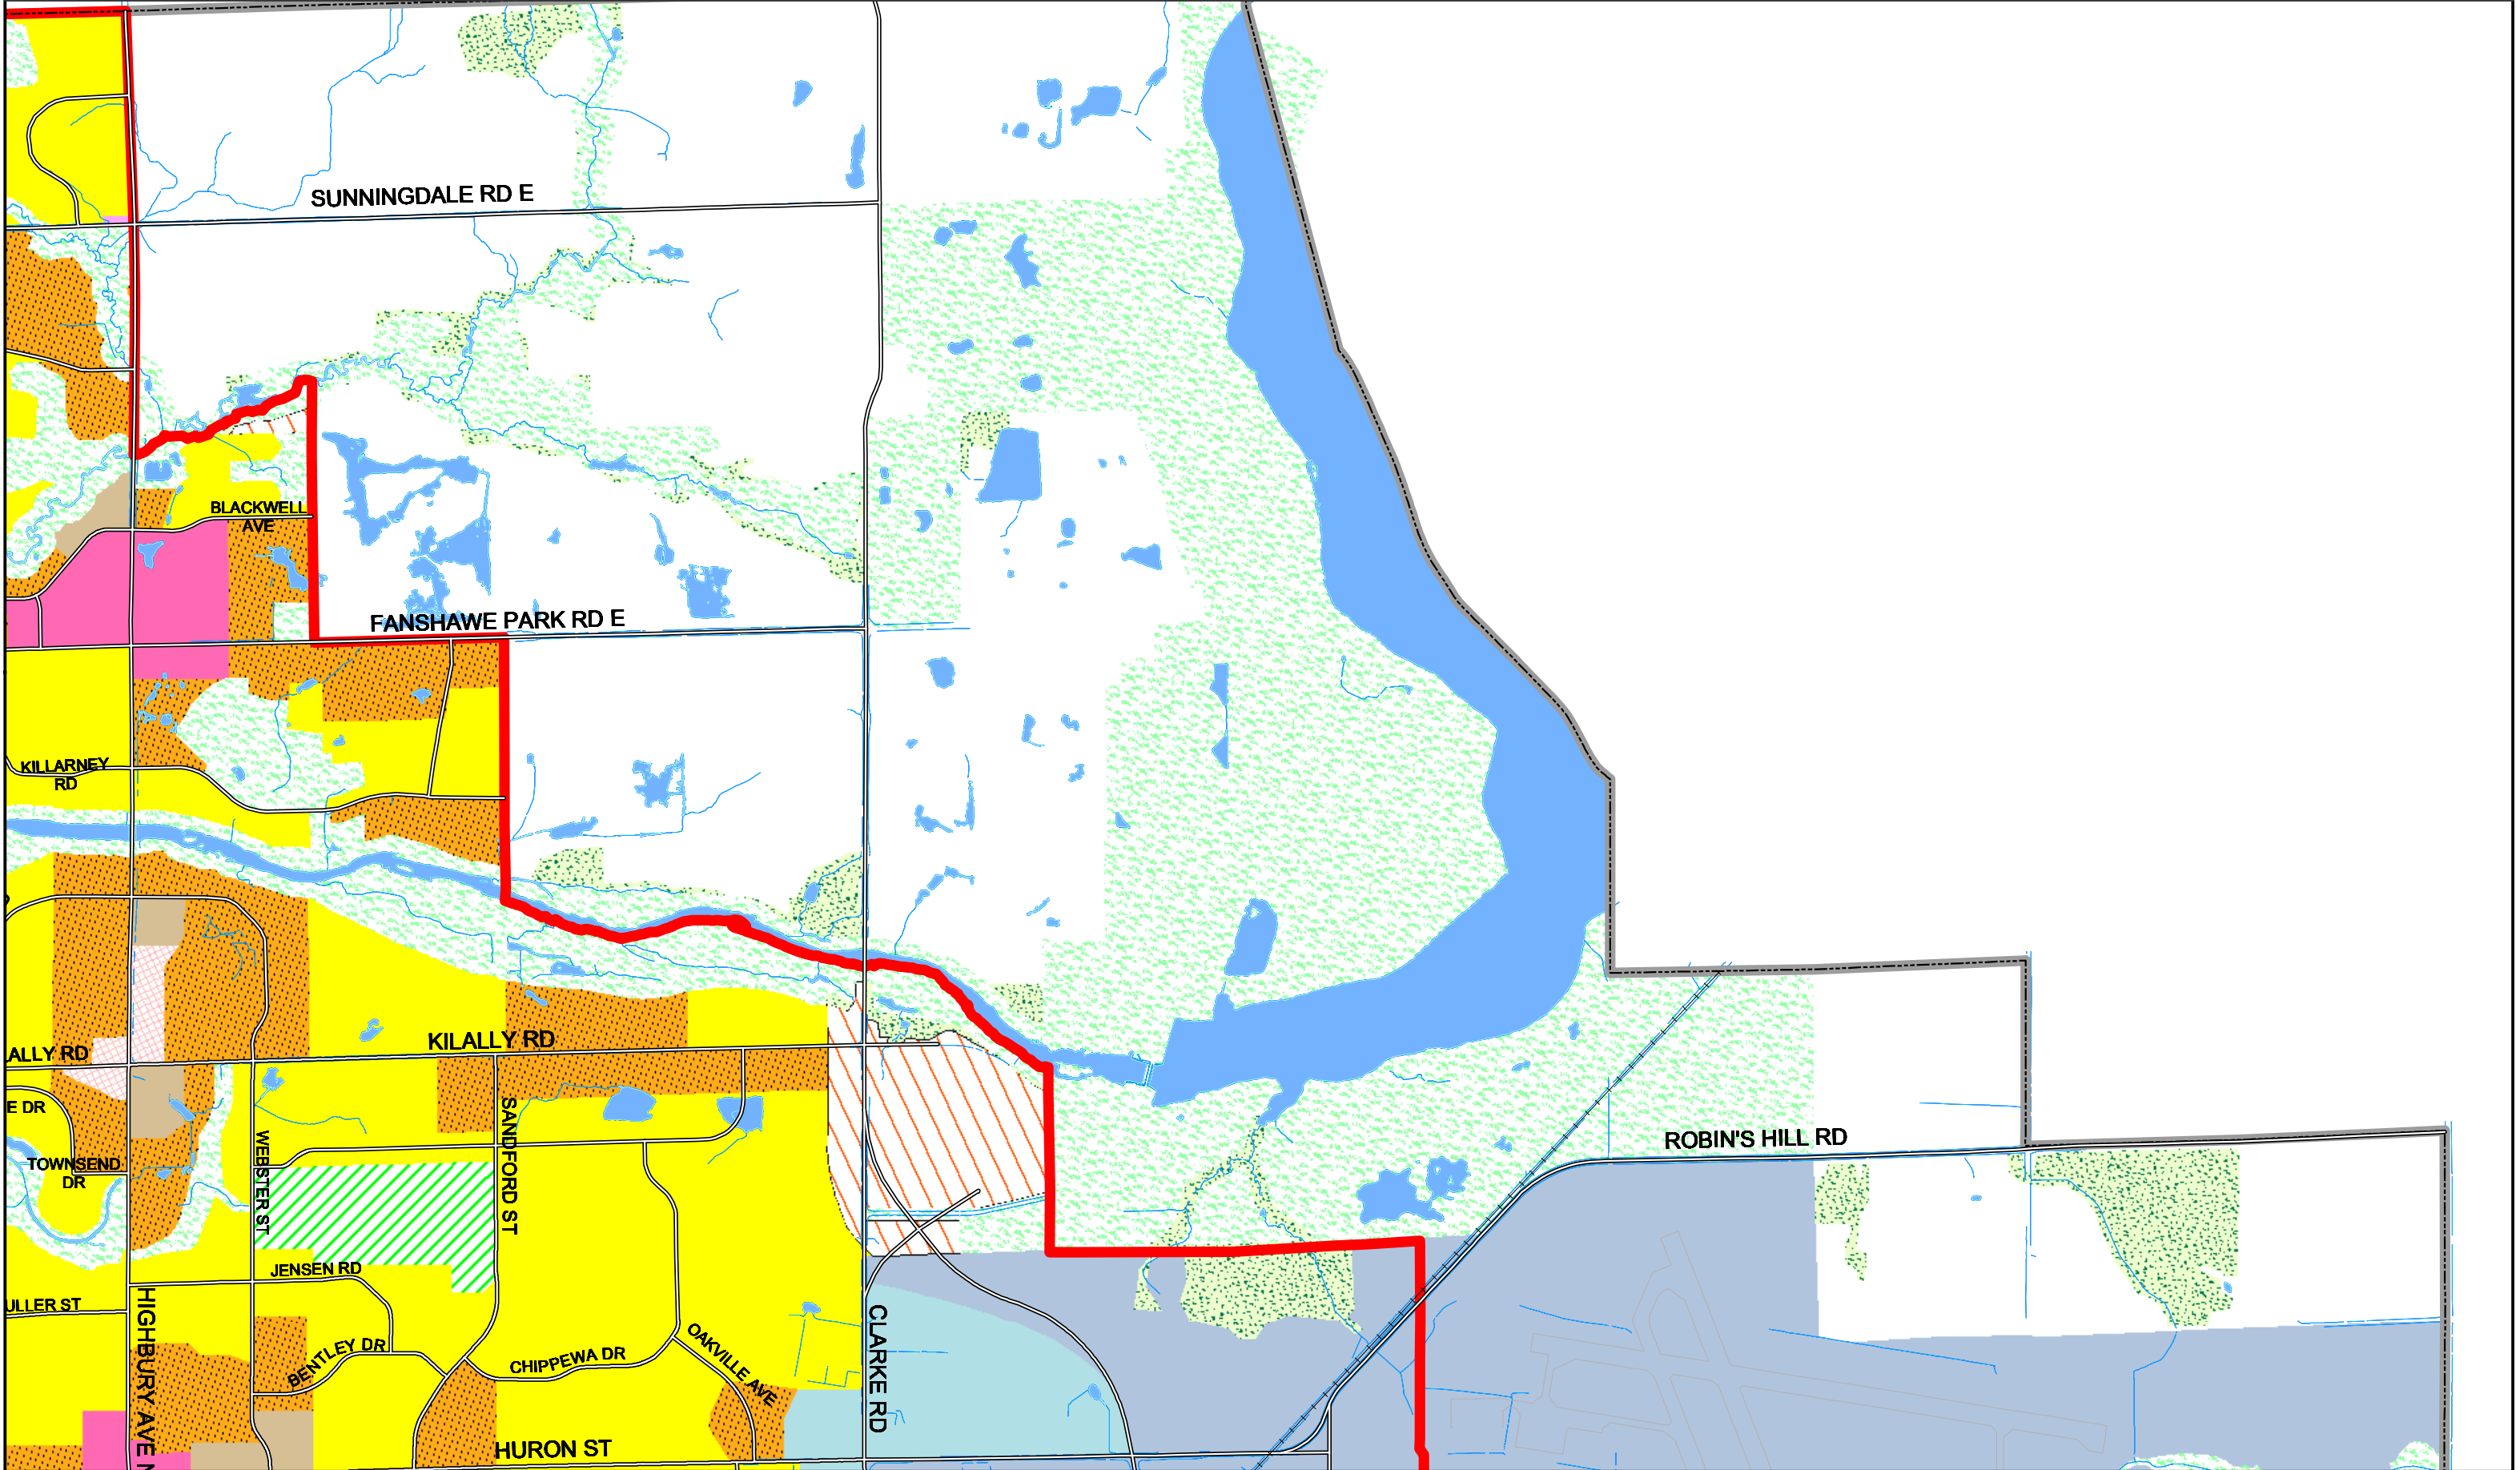 SUNNINGDALE RD E
BLACKWELL
AVE
FANSHAWE PARK RD E
KILLARNEY
RD
KILALLY RD
ALLY RD
E DR
SANDFORD ST
WEBSTER ST
ROBIN'S HILL RD
TOWNSEND
DR
JENSEN RD
ULLER ST
HIGHBURY AVE N
BENTLEY DR
CHIPPEWA DR
OAKVILLE AVE
CLARKE RD
HURON ST